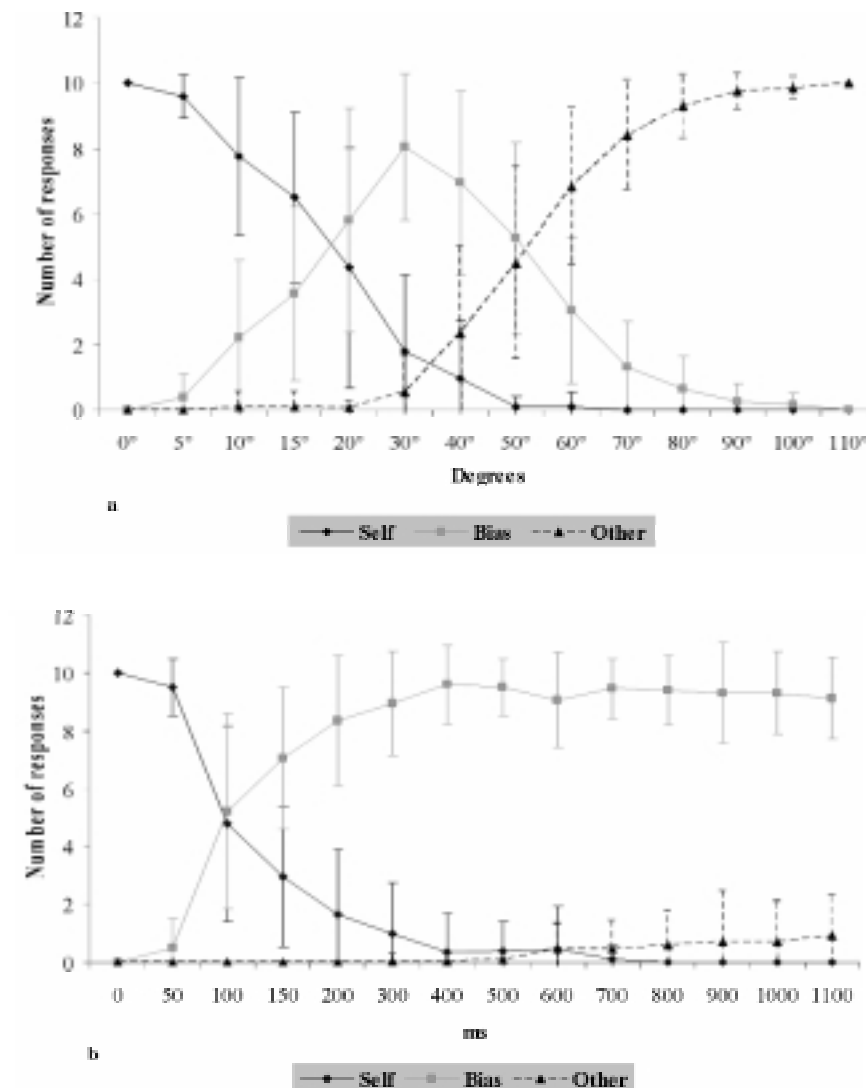 12
10
8
6
4
2
0
Number of responses
0° 5° 10° 15° 20° 30° 40° 50° 60° 70° 80° 90° 100° 110°
Degrees
a
Self Bias Other
12
10
8
6
4
2
0
Number of responses
0 50 100 150 200 300 400 500 600 700 800 900 1000 1100
ms
b
Self Bias Other